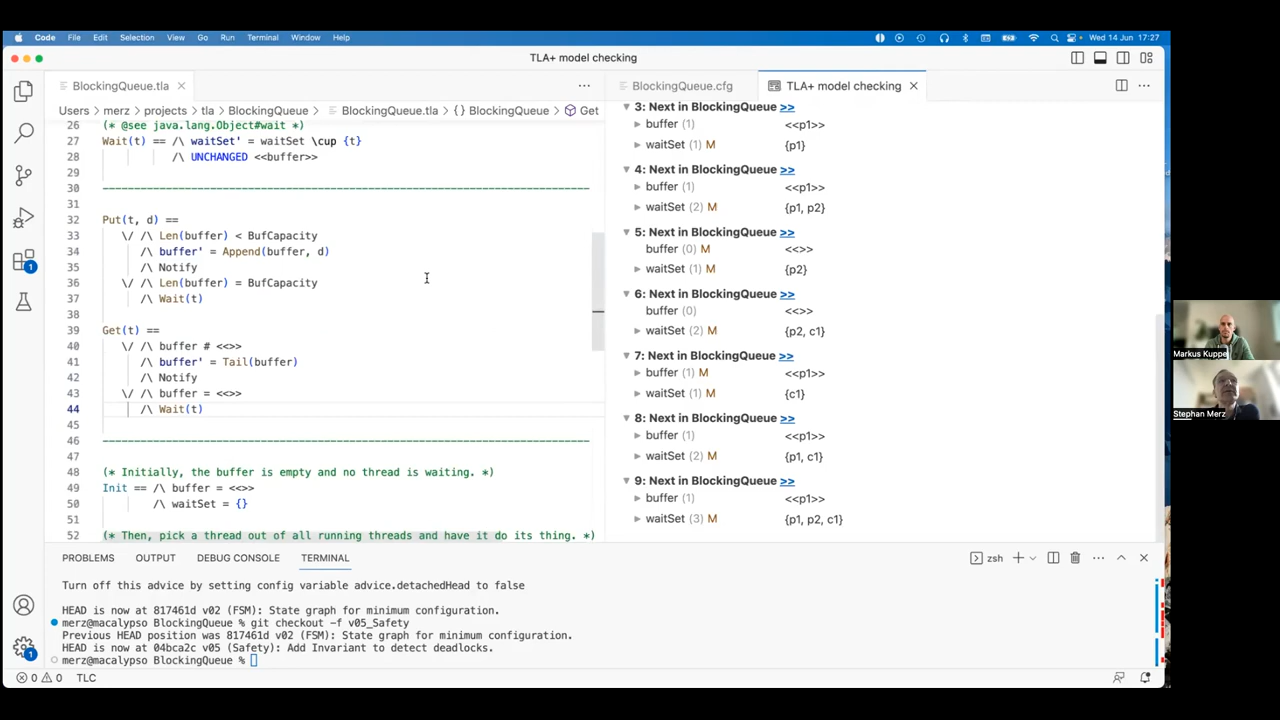 Code File Edit Selection View Go Run Terminal Window Help
Wed 14 Jun 17:27
TLA+ model checking
BlockingQueue.tla
Users > merz > projects > tla > BlockingQueue > BlockingQueue.tla > {} BlockingQueue > Get
26 (* @see java.lang.Object#wait *)
27 Wait(t) == /\ waitSet' = waitSet \cup {t}
28 /\ UNCHANGED <<buffer>>
29
30 -----------------------------------------------------------------------------
31
32 Put(t, d) ==
33 \/ /\ Len(buffer) < BufCapacity
34 /\ buffer' = Append(buffer, d)
35 /\ Notify
36 \/ /\ Len(buffer) = BufCapacity
37 /\ Wait(t)
38
39 Get(t) ==
40 \/ /\ buffer # <<>>
41 /\ buffer' = Tail(buffer)
42 /\ Notify
43 \/ /\ buffer = <<>>
44 /\ Wait(t)
45
46 -----------------------------------------------------------------------------
47
48 (* Initially, the buffer is empty and no thread is waiting. *)
49 Init == /\ buffer = <<>>
50 /\ waitSet = {}
51
52 (* Then, pick a thread out of all running threads and have it do its thing. *)
BlockingQueue.cfg
TLA+ model checking
3: Next in BlockingQueue >>
buffer (1) <<p1>>
waitSet (1) M {p1}
4: Next in BlockingQueue >>
buffer (1) <<p1>>
waitSet (2) M {p1, p2}
5: Next in BlockingQueue >>
buffer (0) M <<>>
waitSet (1) M {p2}
6: Next in BlockingQueue >>
buffer (0) <<>>
waitSet (2) M {p2, c1}
7: Next in BlockingQueue >>
buffer (1) M <<p1>>
waitSet (1) M {c1}
8: Next in BlockingQueue >>
buffer (1) <<p1>>
waitSet (2) M {p1, c1}
9: Next in BlockingQueue >>
buffer (1) <<p1>>
waitSet (3) M {p1, p2, c1}
PROBLEMS OUTPUT DEBUG CONSOLE TERMINAL
zsh
Turn off this advice by setting config variable advice.detachedHead to false
HEAD is now at 817461d v02 (FSM): State graph for minimum configuration.
merz@macalypso BlockingQueue % git checkout -f v05_Safety
Previous HEAD position was 817461d v02 (FSM): State graph for minimum configuration.
HEAD is now at 04bca2c v05 (Safety): Add Invariant to detect deadlocks.
merz@macalypso BlockingQueue %
1
1
0 0 TLC
Markus Kuppe
Stephan Merz